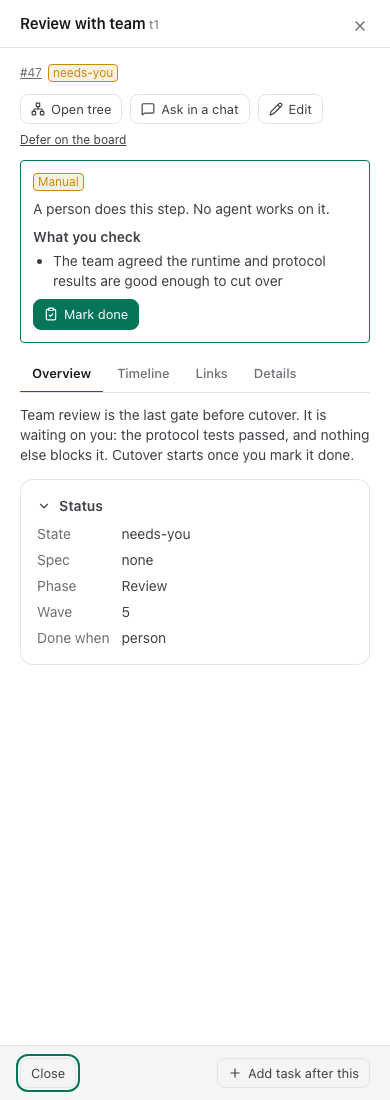 Review with team t1
#47 needs-you
Open tree
Ask in a chat
Edit
Defer on the board
Manual
A person does this step. No agent works on it.
What you check
• The team agreed the runtime and protocol
results are good enough to cut over
Mark done
Overview
Timeline
Links
Details
Team review is the last gate before cutover. It is
waiting on you: the protocol tests passed, and nothing
else blocks it. Cutover starts once you mark it done.
Status
State needs-you
Spec none
Phase Review
Wave 5
Done when person
Close
Add task after this